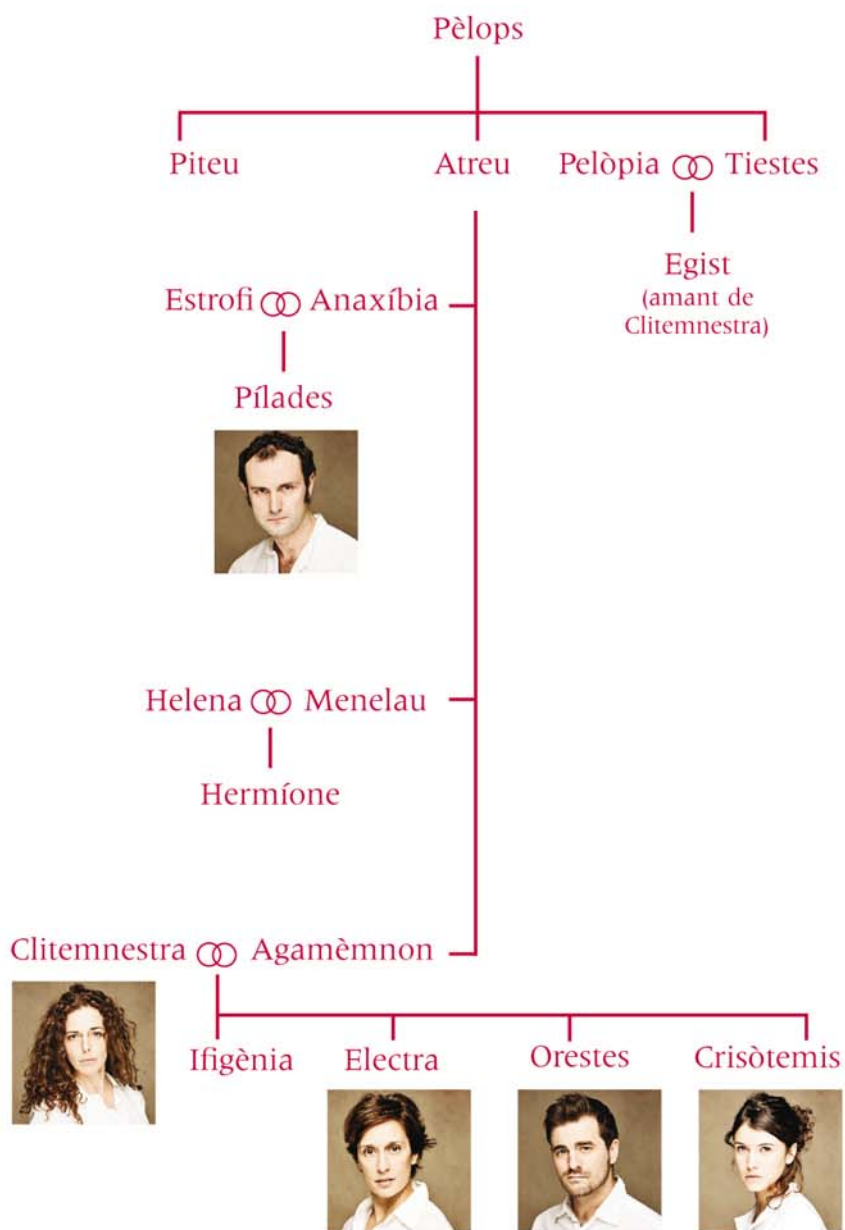 Pèlops
Piteu Atreu Pelòpia Tiestes
Egist
(amant de
Clitemnestra)
Estrofi Anaxíbia
Pílades
Helena Menelau
Hermíone
Clitemnestra Agamèmnon
Ifigènia Electra Orestes Crisòtemis